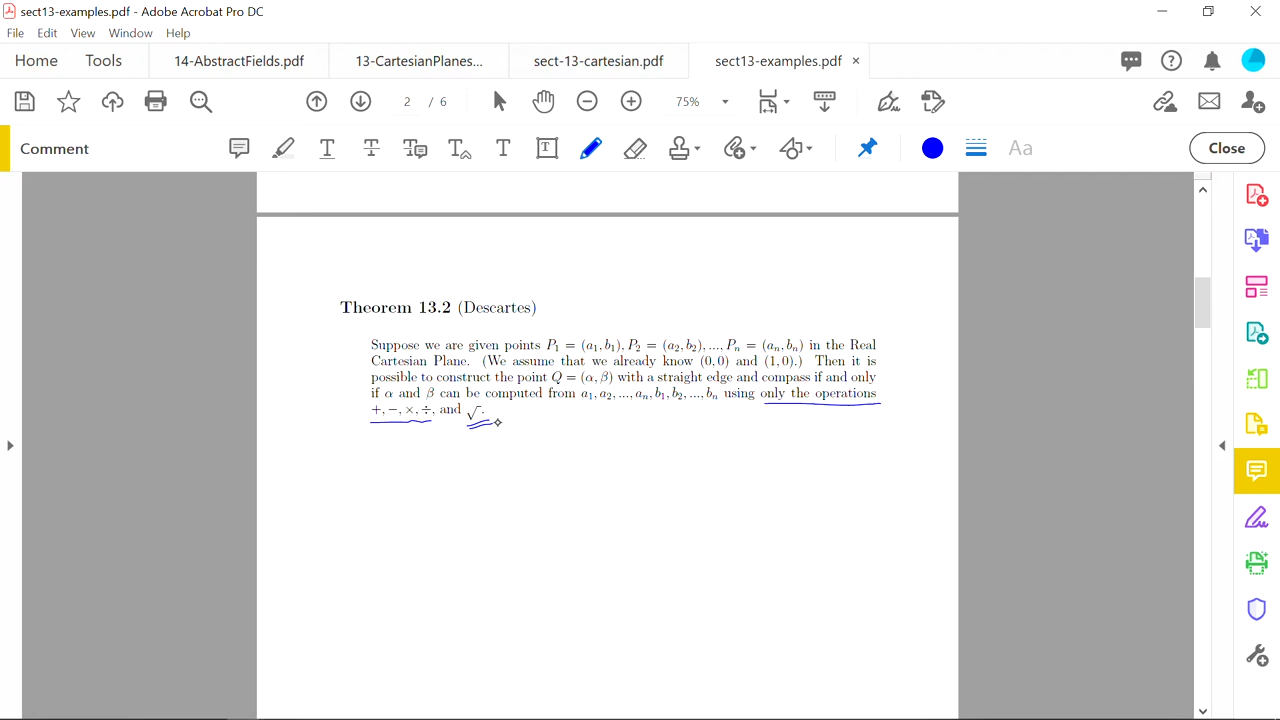 sect13-examples.pdf - Adobe Acrobat Pro DC
File Edit View Window Help
Home Tools 14-AbstractFields.pdf 13-CartesianPlanes... sect-13-cartesian.pdf sect13-examples.pdf ×
2 / 6 75%
Comment T T T T T T Aa Close
Theorem 13.2 (Descartes)
Suppose we are given points P₁ = (a₁, b₁), P₂ = (a₂, b₂), ..., Pₙ = (aₙ, bₙ) in the Real
Cartesian Plane. (We assume that we already know (0, 0) and (1, 0).) Then it is
possible to construct the point Q = (α, β) with a straight edge and compass if and only
if α and β can be computed from a₁, a₂, ..., aₙ, b₁, b₂, ..., bₙ using only the operations
+, −, ×, ÷, and √.